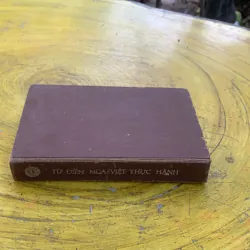 TỪ ĐIỂN NGA-VIỆT THỰC HÀNH